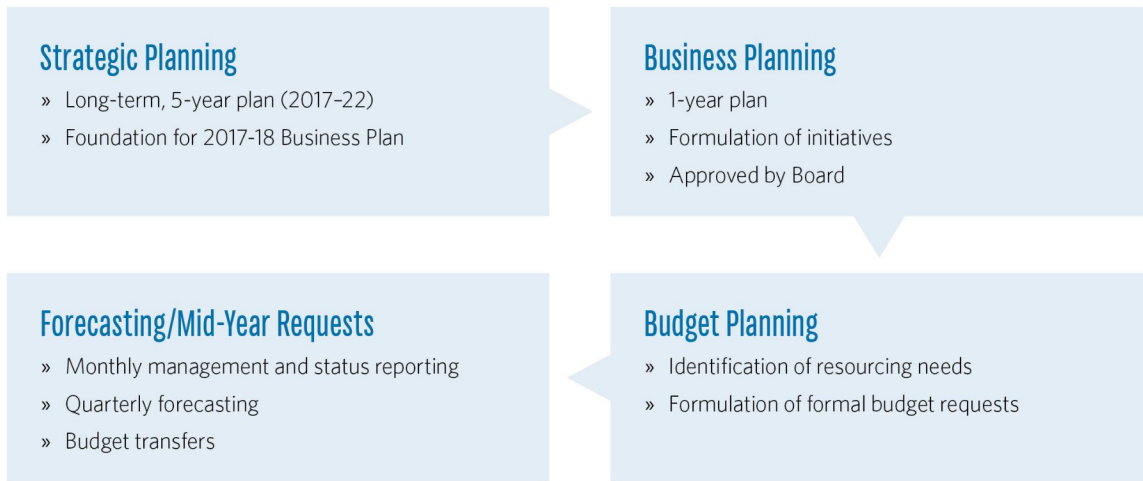 Strategic Planning
» Long-term, 5-year plan (2017–22)
» Foundation for 2017-18 Business Plan
Business Planning
» 1-year plan
» Formulation of initiatives
» Approved by Board
Forecasting/Mid-Year Requests
» Monthly management and status reporting
» Quarterly forecasting
» Budget transfers
Budget Planning
» Identification of resourcing needs
» Formulation of formal budget requests